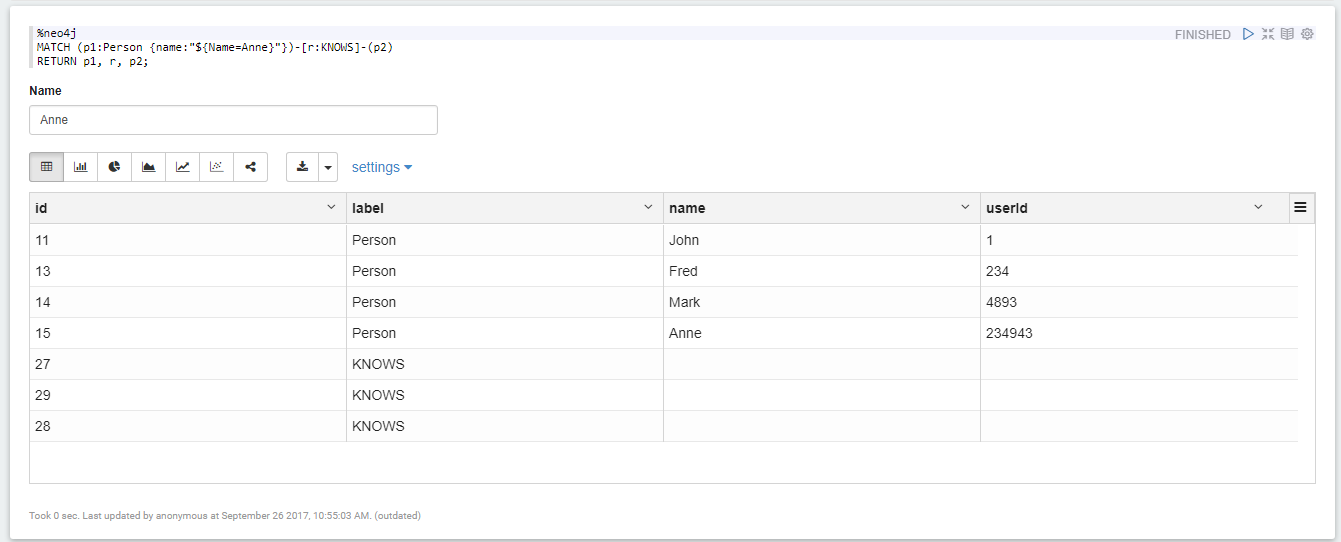 %neo4j
MATCH (p1:Person {name:"${Name=Anne}"})-[r:KNOWS]-(p2)
RETURN p1, r, p2;
FINISHED
Name
Anne
settings
id label name userId
11 Person John 1
13 Person Fred 234
14 Person Mark 4893
15 Person Anne 234943
27 KNOWS
29 KNOWS
28 KNOWS
Took 0 sec. Last updated by anonymous at September 26 2017, 10:55:03 AM. (outdated)